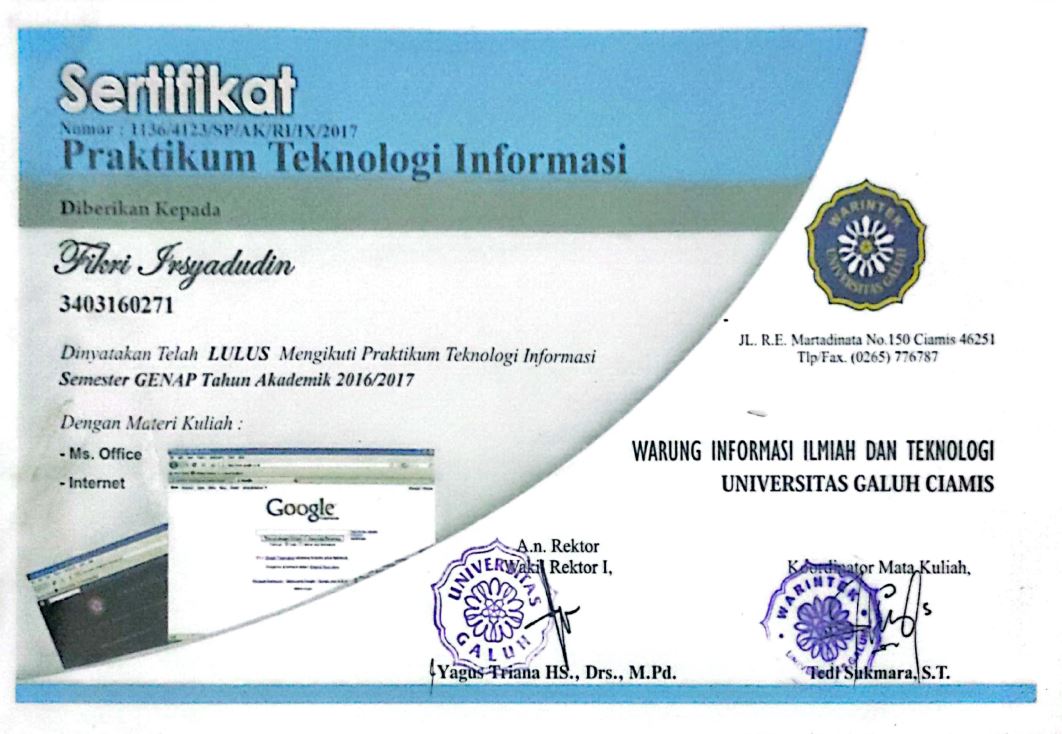 Sertifikat
Nomor : 1136/4123/SP/AK/RI/IX/2017
Praktikum Teknologi Informasi
Diberikan Kepada
Fikri Irsyadudin
3403160271
Dinyatakan Telah LULUS Mengikuti Praktikum Teknologi Informasi
Semester GENAP Tahun Akademik 2016/2017
Dengan Materi Kuliah :
- Ms. Office
- Internet
Google
WARINTEK
UNIVERSITAS GALUH
JL. R.E. Martadinata No.150 Ciamis 46251
Tlp/Fax. (0265) 776787
WARUNG INFORMASI ILMIAH DAN TEKNOLOGI
UNIVERSITAS GALUH CIAMIS
A.n. Rektor
Wakil Rektor I,
UNIVERSITAS
GALUH
Yagus Triana HS., Drs., M.Pd.
Koordinator Mata Kuliah,
WARINTEK
UNIVERSITAS GALUH
Tedi Sukmara, S.T.